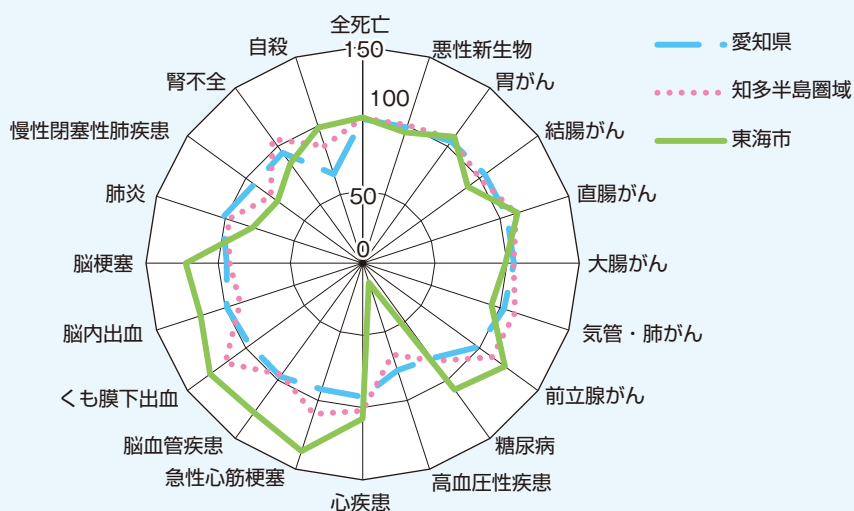 全死亡
悪性新生物
胃がん
結腸がん
直腸がん
大腸がん
気管・肺がん
前立腺がん
糖尿病
高血圧性疾患
心疾患
急性心筋梗塞
脳血管疾患
くも膜下出血
脳内出血
脳梗塞
肺炎
慢性閉塞性肺疾患
腎不全
自殺
150
100
50
0
愛知県
知多半島圏域
東海市